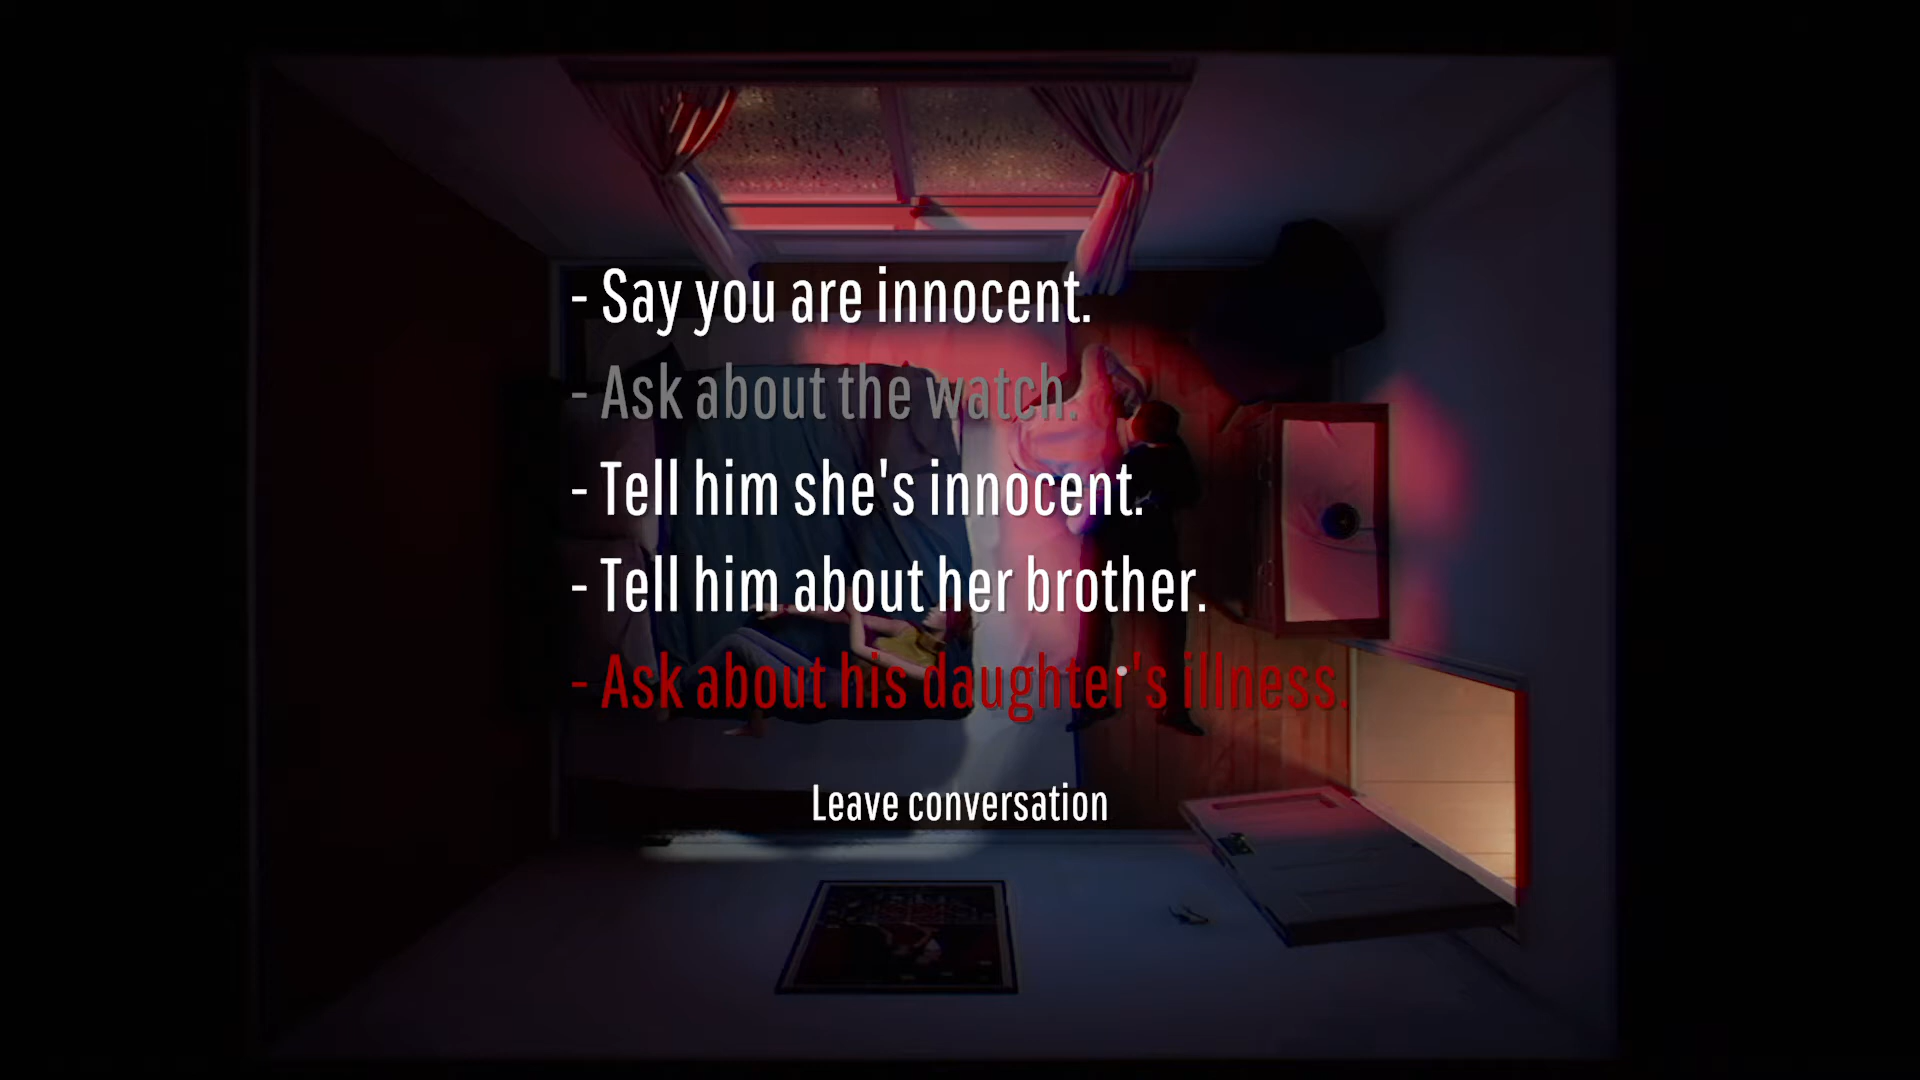 - Say you are innocent.
- Ask about the watch.
- Tell him she's innocent.
- Tell him about her brother.
- Ask about his daughter's illness.
Leave conversation